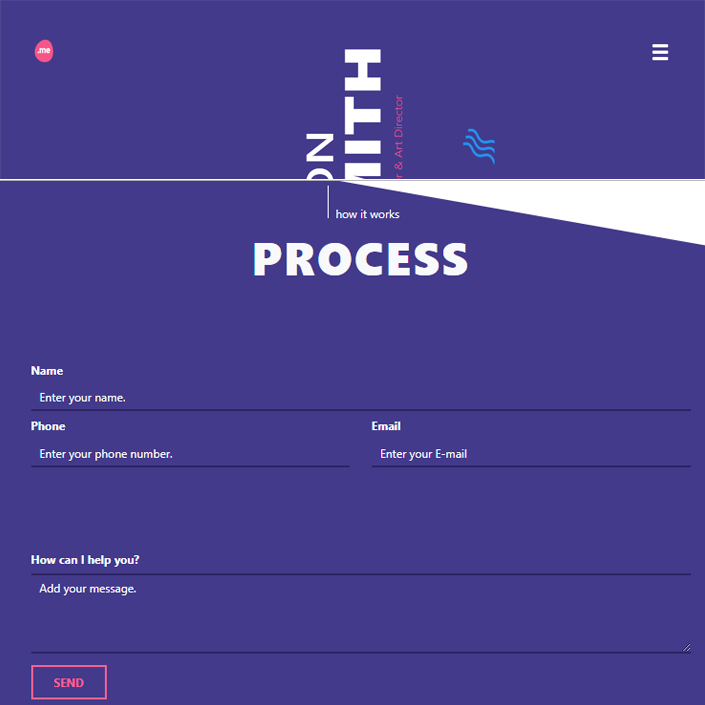 .me
ON
MITH
r & Art Director
how it works
PROCESS
Name
Enter your name.
Phone
Email
Enter your phone number.
Enter your E-mail
How can I help you?
Add your message.
SEND